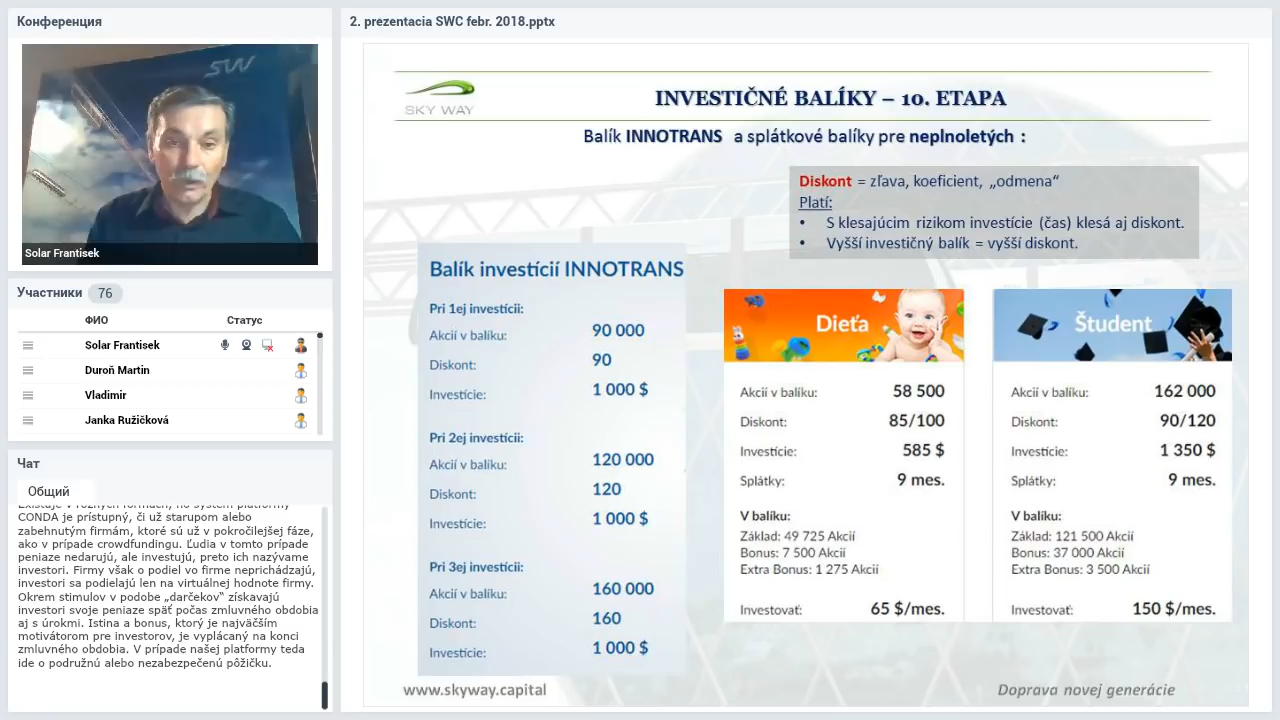 Конференция
SW
Solar Frantisek
Участники 76
ФИО Статус
Solar Frantisek
Duroň Martin
Vladimír
Janka Ružičková
Чат
Общий
CONDA je prístupný, či už starupom alebo
zabehnutým firmám, ktoré sú už v pokročilejšej fáze,
ako v prípade crowdfundingu. Ľudia v tomto prípade
peniaze nedarujú, ale investujú, preto ich nazývame
investori. Firmy však o podiel vo firme neprichádzajú,
investori sa podielajú len na virtuálnej hodnote firmy.
Okrem stimulov v podobe „darčekov“ získavajú
investori svoje peniaze späť počas zmluvného obdobia
aj s úrokmi. Istina a bonus, ktorý je najväčším
motivátorom pre investorov, je vyplácaný na konci
zmluvného obdobia. V prípade našej platformy teda
ide o podružnú alebo nezabezpečenú pôžičku.
2. prezentacia SWC febr. 2018.pptx
SKY WAY
INVESTIČNÉ BALÍKY – 10. ETAPA
Balík INNOTRANS a splátkové balíky pre neplnoletých :
Diskont = zľava, koeficient, „odmena“
Platí:
• S klesajúcim rizikom investície (čas) klesá aj diskont.
• Vyšší investičný balík = vyšší diskont.
Balík investícií INNOTRANS
Pri 1ej investícii:
Akcií v balíku: 90 000
Diskont: 90
Investície: 1 000 $
Pri 2ej investícii:
Akcií v balíku: 120 000
Diskont: 120
Investície: 1 000 $
Pri 3ej investícii:
Akcií v balíku: 160 000
Diskont: 160
Investície: 1 000 $
Dieťa
Akcií v balíku: 58 500
Diskont: 85/100
Investície: 585 $
Splátky: 9 mes.
V balíku:
Základ: 49 725 Akcií
Bonus: 7 500 Akcií
Extra Bonus: 1 275 Akcií
Investovať: 65 $/mes.
Študent
Akcií v balíku: 162 000
Diskont: 90/120
Investície: 1 350 $
Splátky: 9 mes.
V balíku:
Základ: 121 500 Akcií
Bonus: 37 000 Akcií
Extra Bonus: 3 500 Akcií
Investovať: 150 $/mes.
www.skyway.capital
Doprava novej generácie